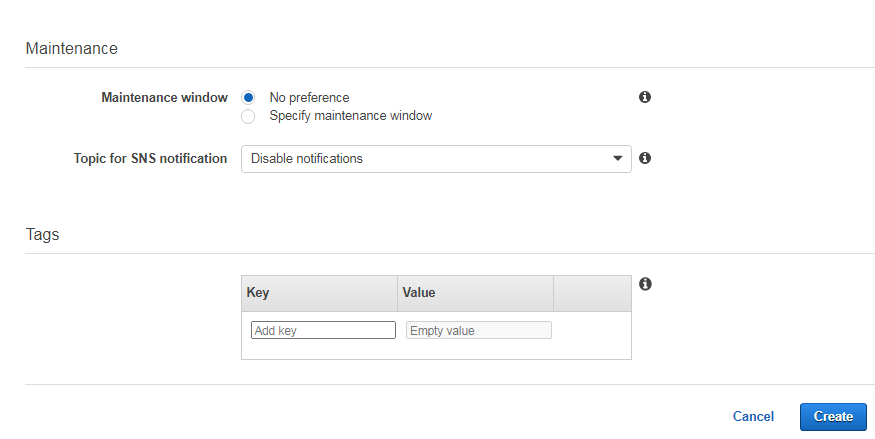 Maintenance
Maintenance window
No preference
Specify maintenance window
Topic for SNS notification
Disable notifications
Tags
Key Value
Add key Empty value
Cancel Create